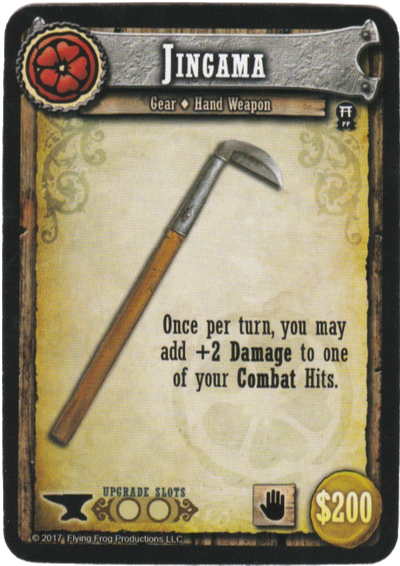 JINGAMA
Gear ♦ Hand Weapon
PP
Once per turn, you may
add +2 Damage to one
of your Combat Hits.
UPGRADE SLOTS
$200
© 2017, Flying Frog Productions LLC